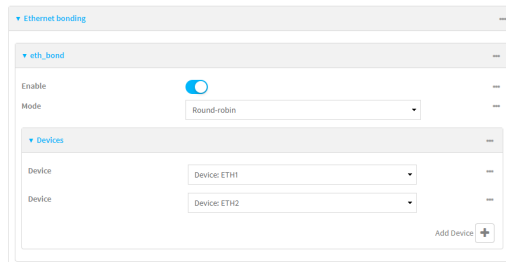 Ethernet bonding
eth_bond
Enable
Mode Round-robin
Devices
Device Device: ETH1
Device Device: ETH2
Add Device